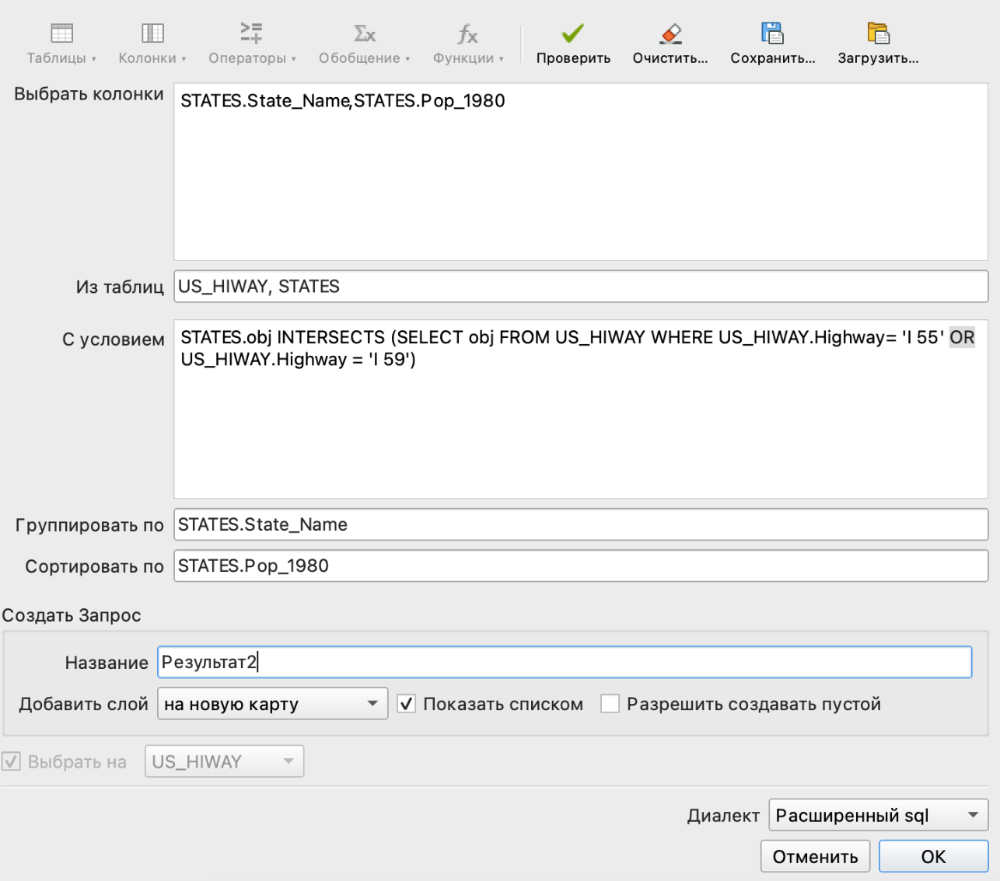 Таблицы
Колонки
Операторы
Обобщение
Функции
Проверить
Очистить...
Сохранить...
Загрузить...
Выбрать колонки
STATES.State_Name,STATES.Pop_1980
Из таблиц
US_HIWAY, STATES
С условием
STATES.obj INTERSECTS (SELECT obj FROM US_HIWAY WHERE US_HIWAY.Highway= 'I 55' OR
US_HIWAY.Highway = 'I 59')
Группировать по
STATES.State_Name
Сортировать по
STATES.Pop_1980
Создать Запрос
Название
Результат2
Добавить слой
на новую карту
Показать списком
Разрешить создавать пустой
Выбрать на
US_HIWAY
Диалект
Расширенный sql
Отменить
ОК